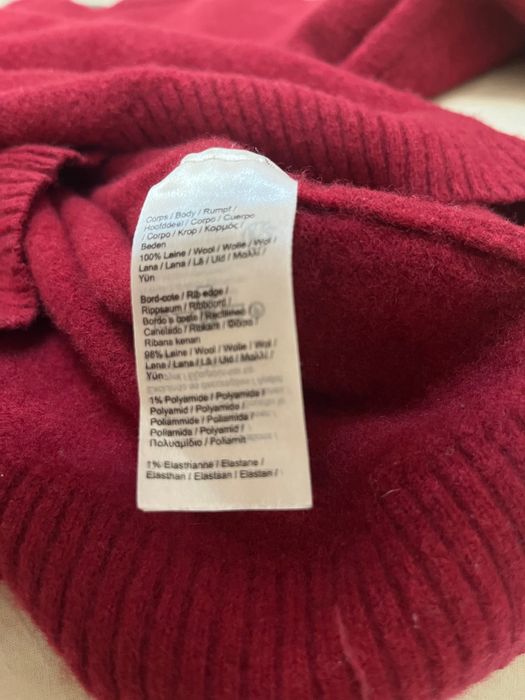 Corps / Body / Rumpf /
Hoofddeel / Corpo / Cuerpo
/ Corpo / Krop / Κορμός /
Beden
100% Laine / Wool / Wolle / Wol /
Lana / Lana / Lã / Uld / Μαλλί /
Yün
Bord-cote / Rib edge /
Rippsaum / Ribboord /
Bordo a coste /
Canelado / Ribkant /
Ribana kenarı
98% Laine / Wool / Wolle / Wol /
Lana / Lana / Lã / Uld / Μαλλί /
Yün
1% Polyamide / Polyamide /
Polyamid / Polyamide /
Poliammide / Poliamida /
Poliamida / Polyamid /
Πολυαμίδιο / Poliamit
1% Elasthanne / Elastane /
Elasthan / Elastaan / Elastan /